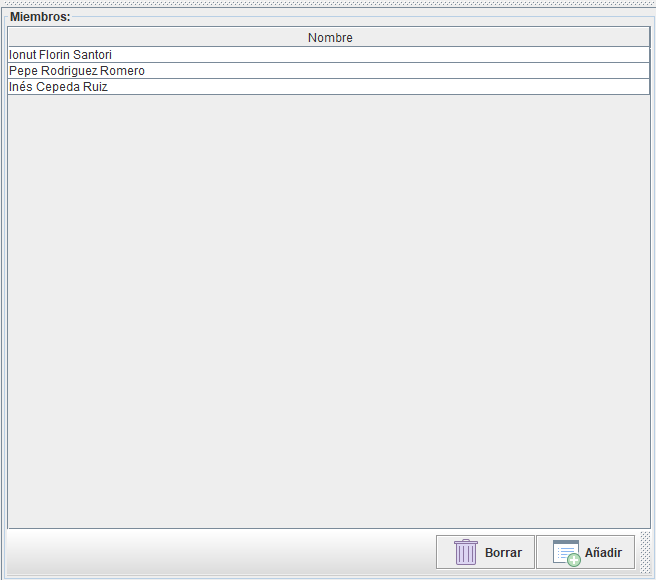 Miembros:
Nombre
Ionut Florin Santori
Pepe Rodriguez Romero
Inés Cepeda Ruiz
Borrar
Añadir